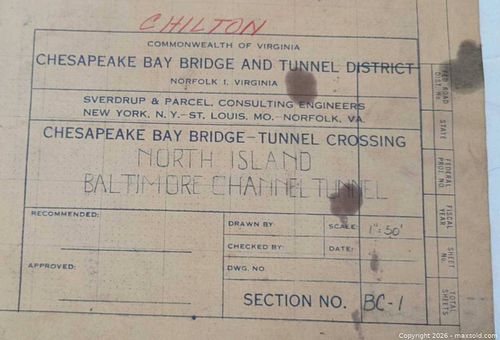 CHILTON
COMMONWEALTH OF VIRGINIA
CHESAPEAKE BAY BRIDGE AND TUNNEL DISTRICT
NORFOLK 1, VIRGINIA
SVERDRUP & PARCEL, CONSULTING ENGINEERS
NEW YORK, N. Y.-ST. LOUIS, MO.-NORFOLK, VA.
CHESAPEAKE BAY BRIDGE-TUNNEL CROSSING
NORTH ISLAND
BALTIMORE CHANNEL TUNNEL
RECOMMENDED:
APPROVED:
DRAWN BY
SCALE: 1"=50'
CHECKED BY
DATE:
DWG. NO.
SECTION NO. BC-1
ROAD
DIST. NO.
STATE
FEDERAL
PROJ. NO.
FISCAL
YEAR
SHEET
No.
TOTAL
SHEETS
Copyright 2026 - maxsold.com